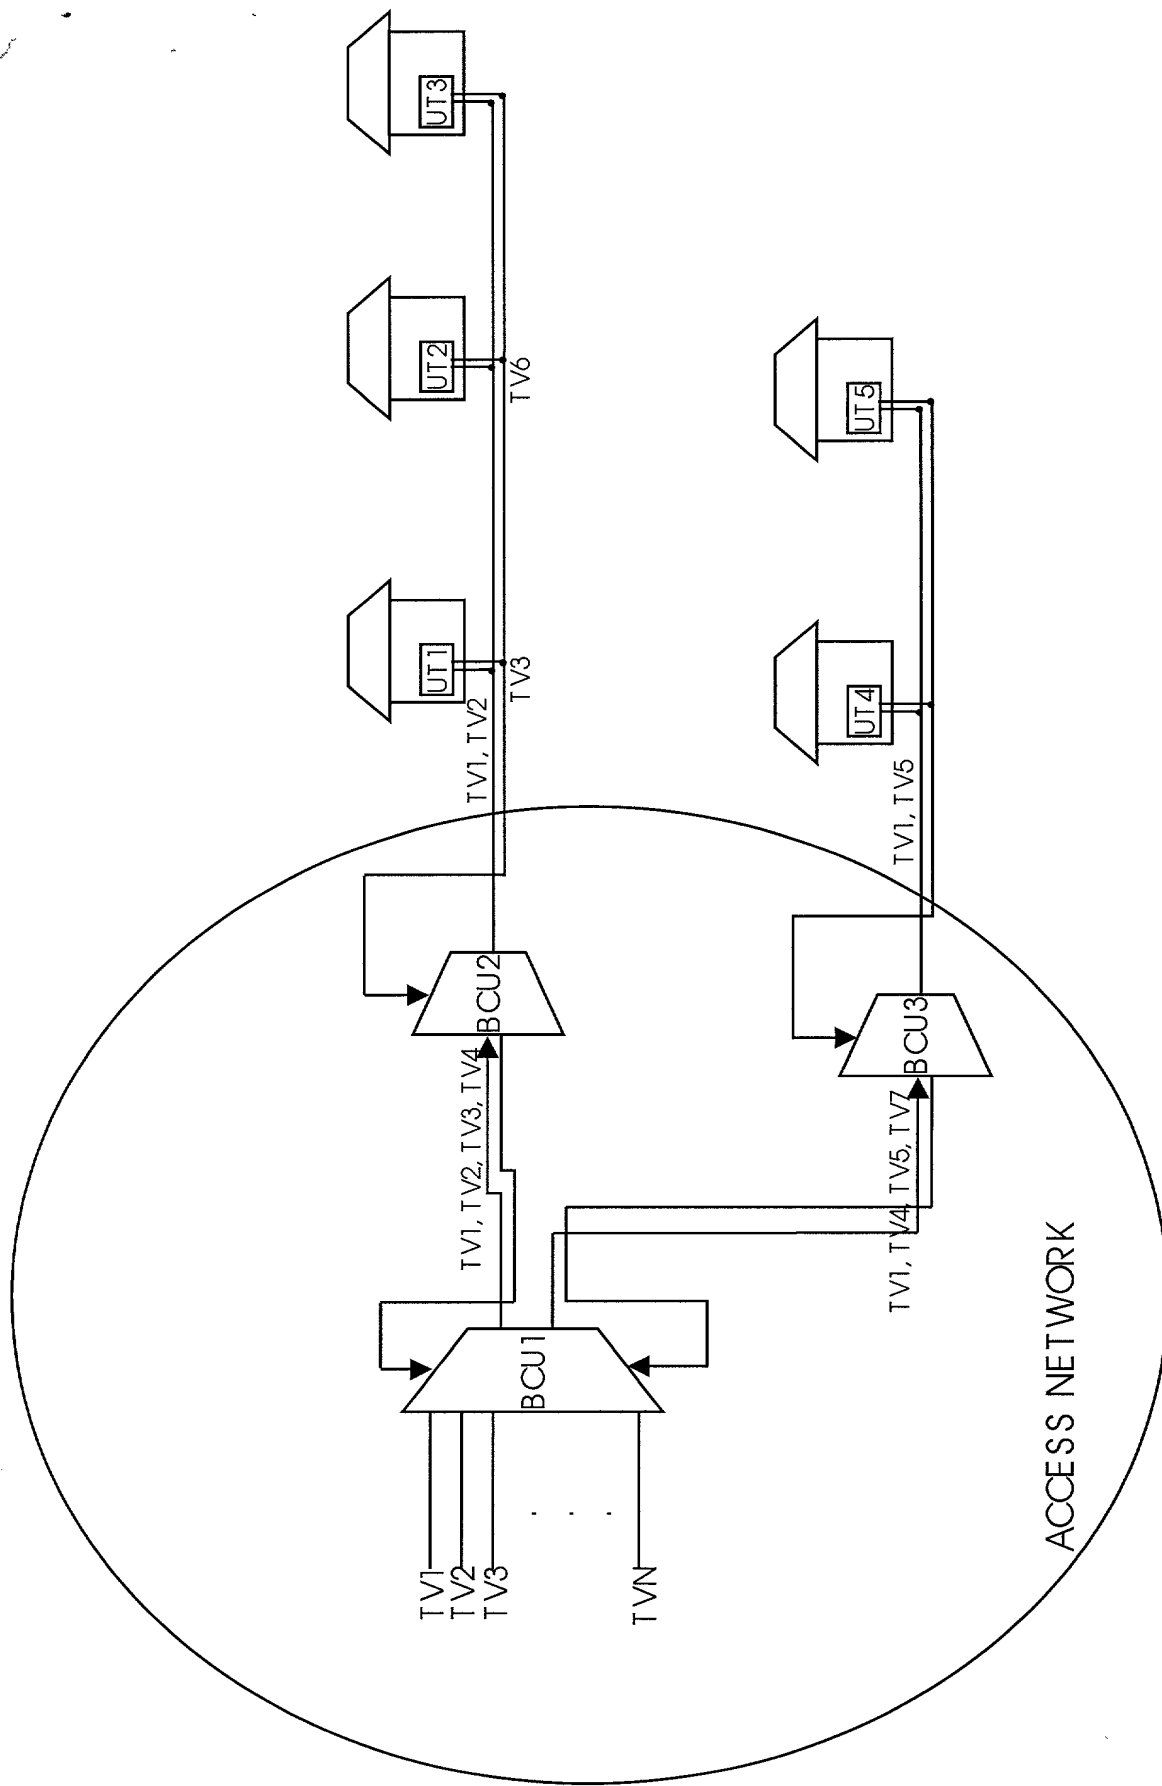 TV1
TV2
TV3
TVN
. . .
BCU1
TV1, TV2, TV3, TV4
BCU2
TV1, TV2
UT1
TV3
UT2
TV6
UT3
TV1, TV4, TV5, TV7
BCU3
TV1, TV5
UT4
UT5
ACCESS NETWORK